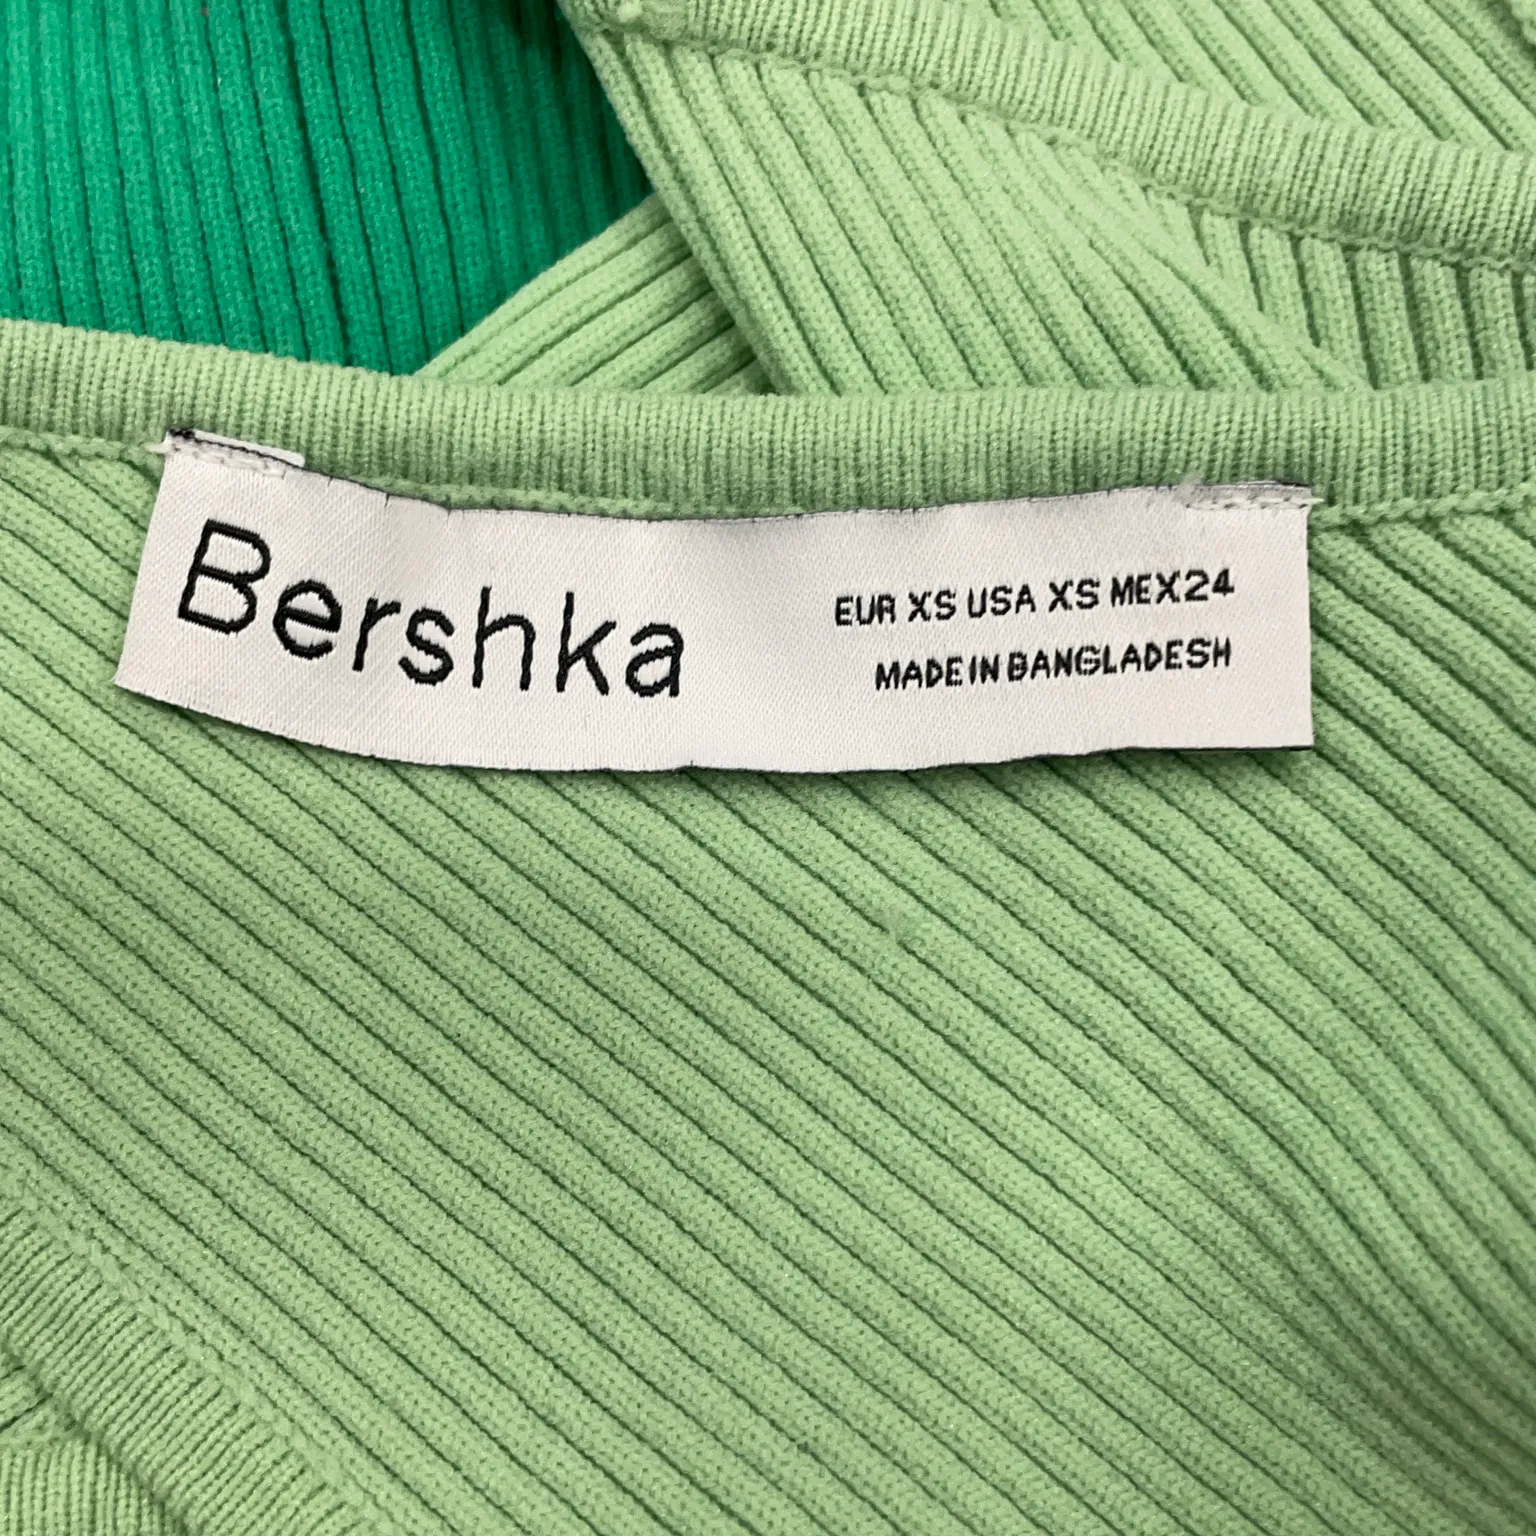 Bershka
EUR XS USA XS MEX24
MADE IN BANGLADESH